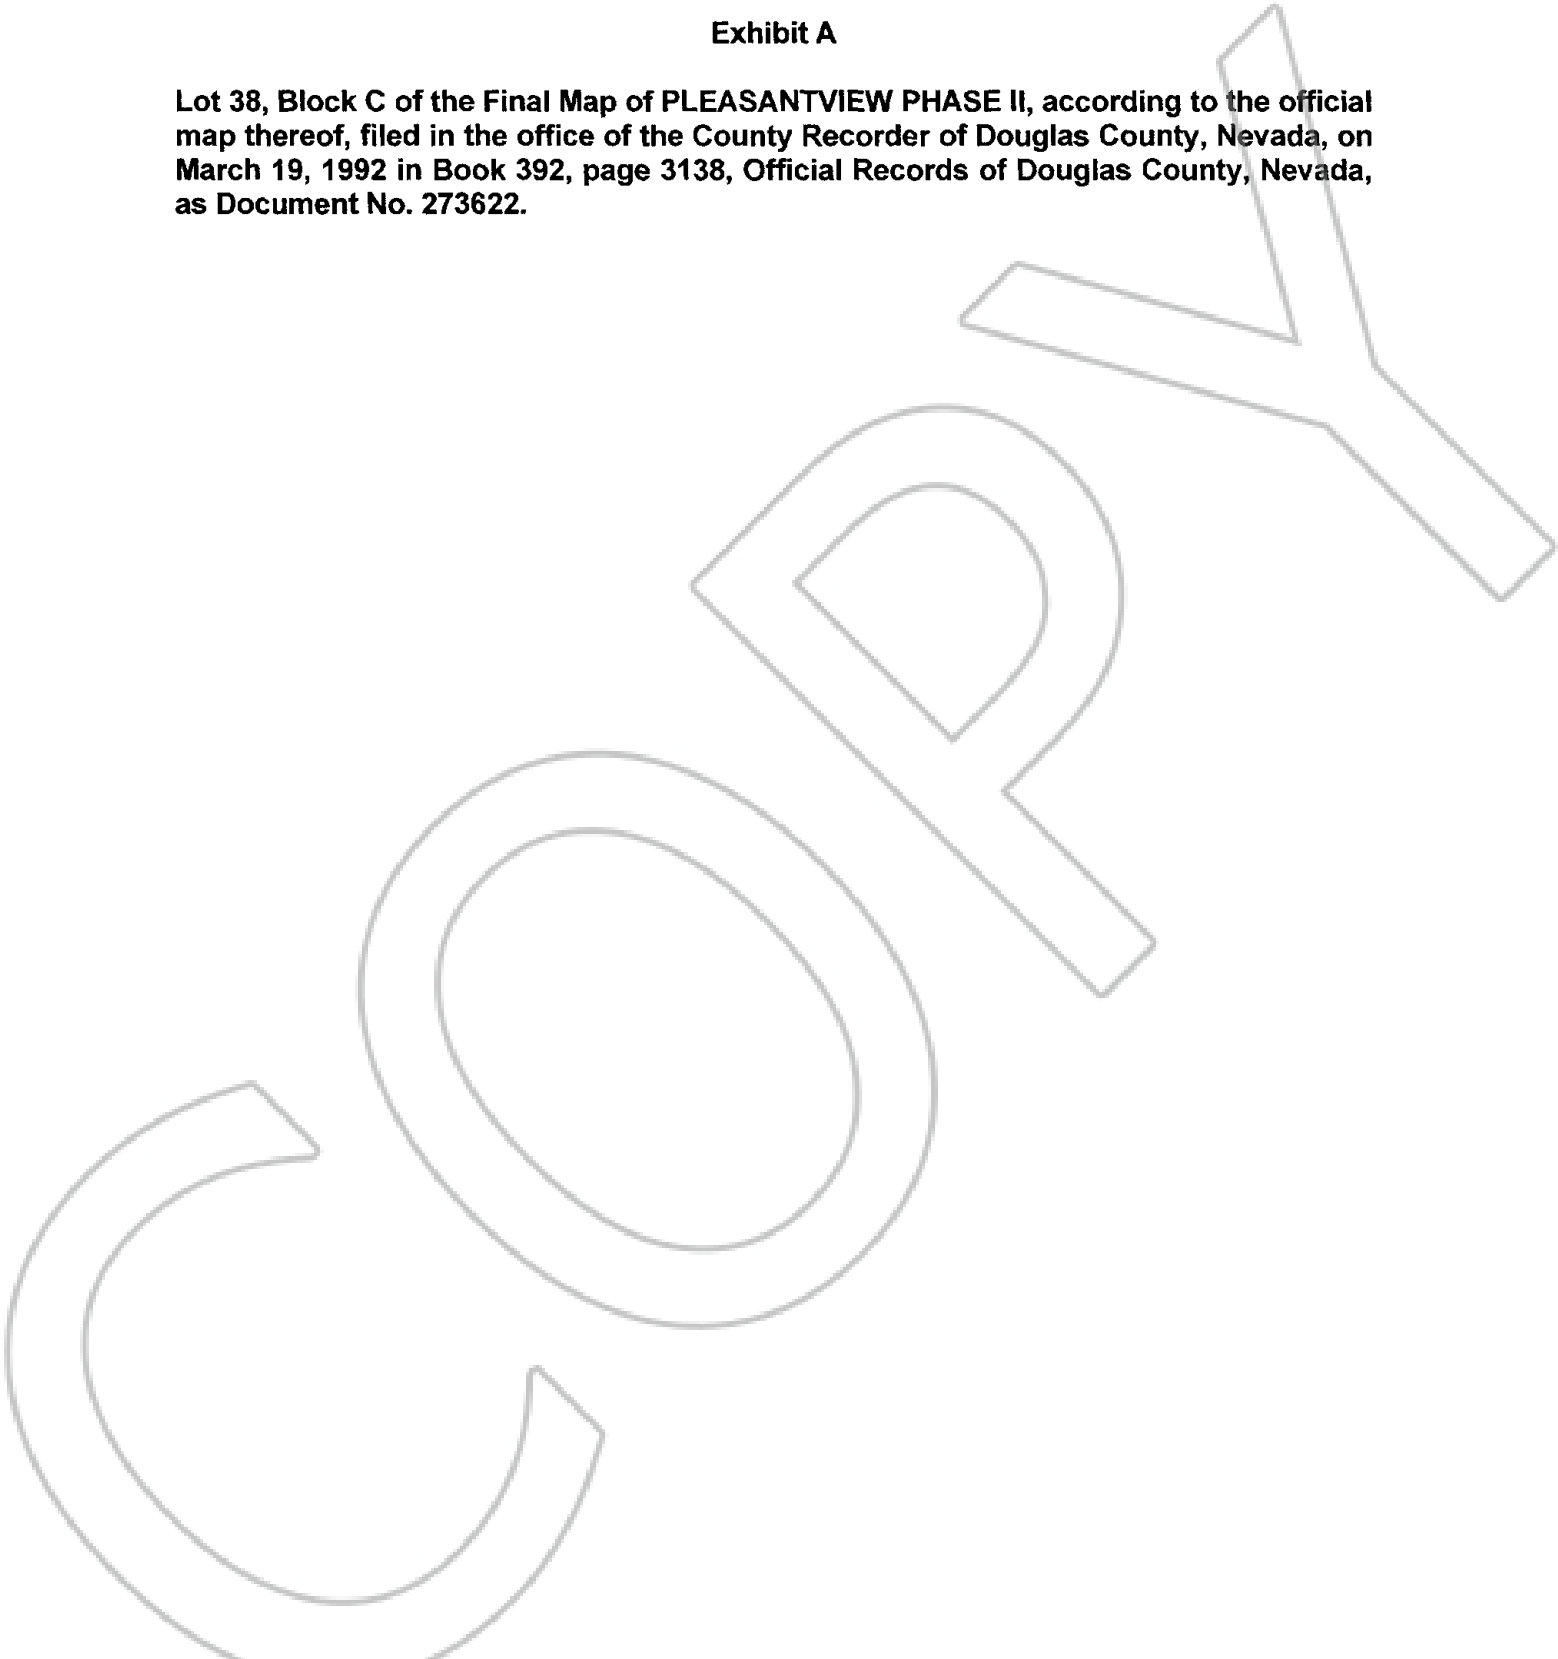 Exhibit A
Lot 38, Block C of the Final Map of PLEASANTVIEW PHASE II, according to the official
map thereof, filed in the office of the County Recorder of Douglas County, Nevada, on
March 19, 1992 in Book 392, page 3138, Official Records of Douglas County, Nevada,
as Document No. 273622.
COPY